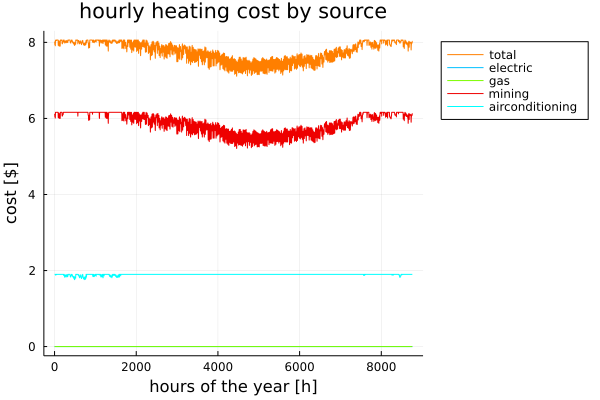 hourly heating cost by source
8
6
4
2
0
cost [$]
0 2000 4000 6000 8000
hours of the year [h]
total
electric
gas
mining
airconditioning